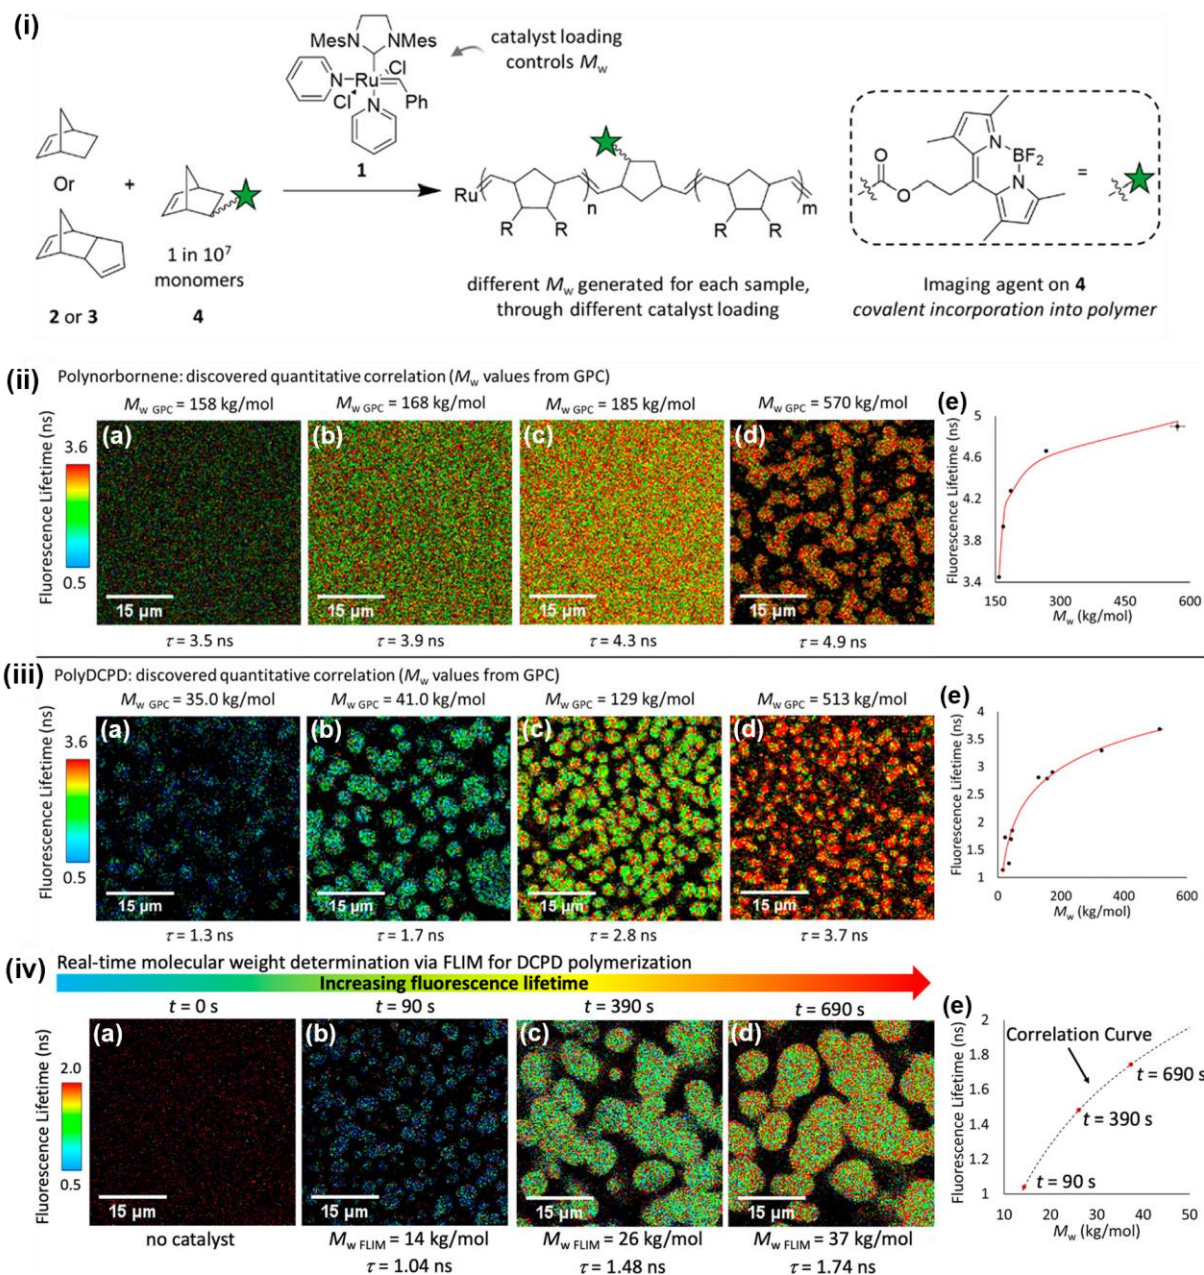 (i)
Mes
N
N
Mes
N
Ru
Cl
Cl
Ph
N
1
catalyst loading
controls Mw
Or
+
1 in 10⁷
monomers
2 or 3
4
Ru
n
R
R
R
R
m
different Mw generated for each sample,
through different catalyst loading
O
O
N
BF₂
N
=
Imaging agent on 4
covalent incorporation into polymer
(ii) Polynorbornene: discovered quantitative correlation (Mw values from GPC)
Fluorescence Lifetime (ns)
3.6
0.5
Mw GPC = 158 kg/mol
(a)
15 µm
τ = 3.5 ns
Mw GPC = 168 kg/mol
(b)
15 µm
τ = 3.9 ns
Mw GPC = 185 kg/mol
(c)
15 µm
τ = 4.3 ns
Mw GPC = 570 kg/mol
(d)
15 µm
τ = 4.9 ns
(e)
Fluorescence Lifetime (ns)
5
4.6
4.2
3.8
3.4
150 300 450 600
Mw (kg/mol)
(iii) PolyDCPD: discovered quantitative correlation (Mw values from GPC)
Fluorescence Lifetime (ns)
3.6
0.5
Mw GPC = 35.0 kg/mol
(a)
15 µm
τ = 1.3 ns
Mw GPC = 41.0 kg/mol
(b)
15 µm
τ = 1.7 ns
Mw GPC = 129 kg/mol
(c)
15 µm
τ = 2.8 ns
Mw GPC = 513 kg/mol
(d)
15 µm
τ = 3.7 ns
(e)
Fluorescence Lifetime (ns)
4
3.5
3
2.5
2
1.5
1
0 200 400 600
Mw (kg/mol)
(iv) Real-time molecular weight determination via FLIM for DCPD polymerization
Increasing fluorescence lifetime
Fluorescence Lifetime (ns)
2.0
0.5
t = 0 s
(a)
15 µm
no catalyst
t = 90 s
(b)
15 µm
Mw FLIM = 14 kg/mol
τ = 1.04 ns
t = 390 s
(c)
15 µm
Mw FLIM = 26 kg/mol
τ = 1.48 ns
t = 690 s
(d)
15 µm
Mw FLIM = 37 kg/mol
τ = 1.74 ns
(e)
Fluorescence Lifetime (ns)
2
1.8
1.6
1.4
1.2
1
Correlation Curve
t = 690 s
t = 390 s
t = 90 s
10 20 30 40 50
Mw (kg/mol)